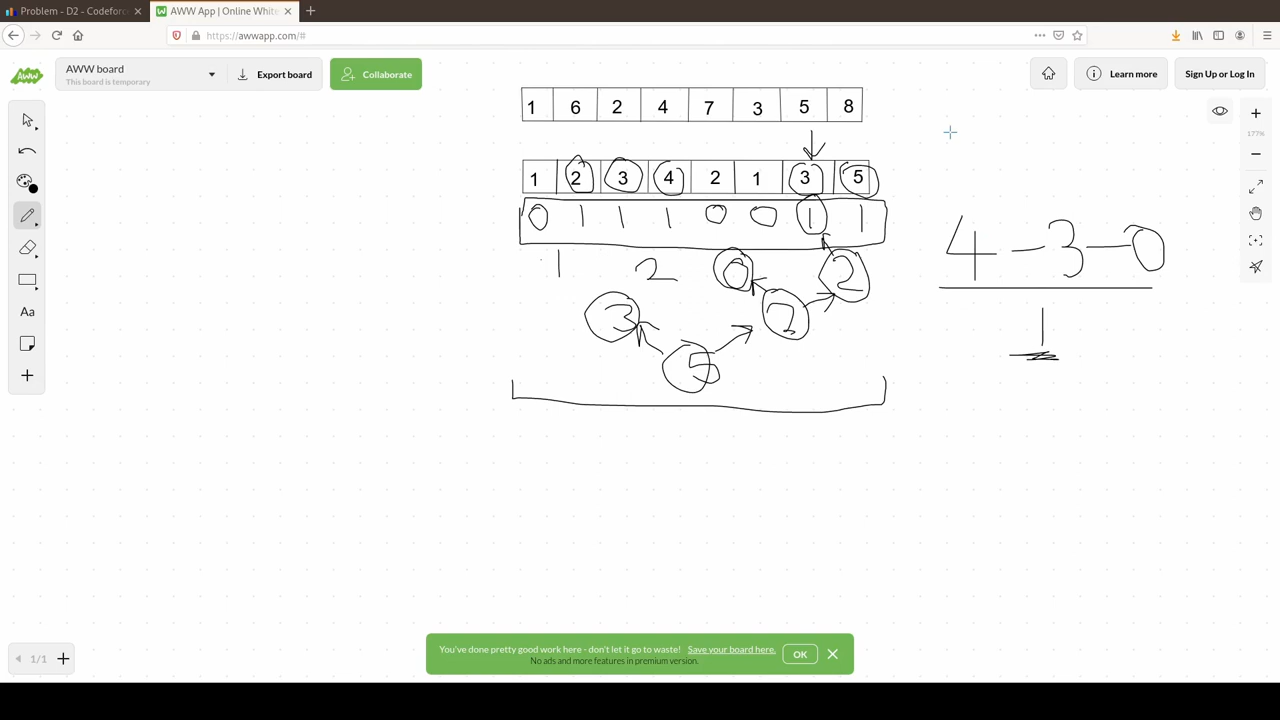 Problem - D2 - Codeforc
AWW App | Online White
https://awwapp.com/#
AWW
AWW board
This board is temporary
Export board
Collaborate
Learn more
Sign Up or Log In
177%
Aa
1 6 2 4 7 3 5 8
1 2 3 4 2 1 3 5
0 1 1 1 0 0 1 1
1 2 0 2
3 2
5
4 - 3 - 0
1
1/1
You've done pretty good work here - don't let it go to waste! Save your board here.
No ads and more features in premium version.
OK